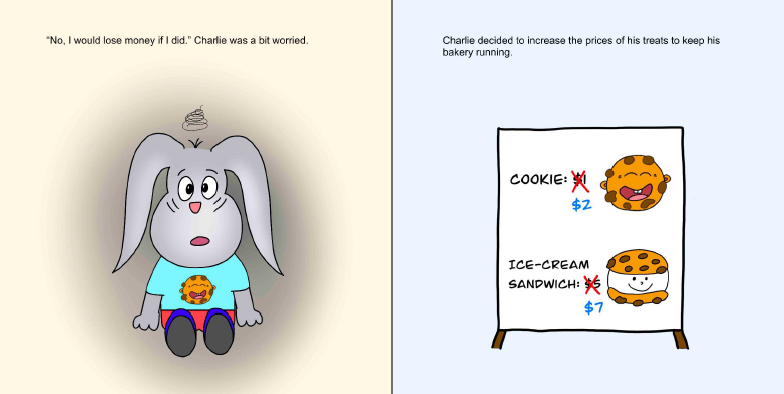 “No, I would lose money if I did.” Charlie was a bit worried.
Charlie decided to increase the prices of his treats to keep his
bakery running.
COOKIE: $1
$2
ICE-CREAM
SANDWICH: $5
$7